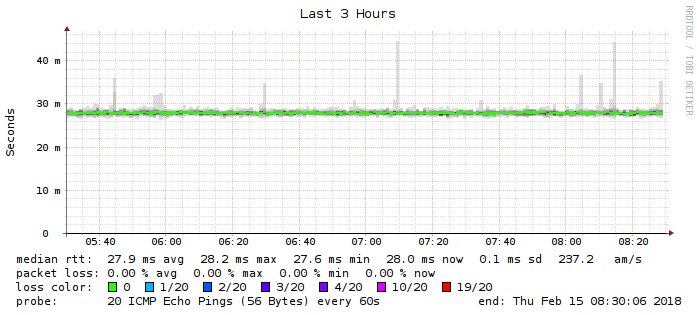 Last 3 Hours
RRDTOOL / TOBI OETIKER
Seconds
40 m
30 m
20 m
10 m
0
05:40 06:00 06:20 06:40 07:00 07:20 07:40 08:00 08:20
median rtt: 27.9 ms avg 28.2 ms max 27.6 ms min 28.0 ms now 0.1 ms sd 237.2 am/s
packet loss: 0.00 % avg 0.00 % max 0.00 % min 0.00 % now
loss color: 0 1/20 2/20 3/20 4/20 10/20 19/20
probe: 20 ICMP Echo Pings (56 Bytes) every 60s end: Thu Feb 15 08:30:06 2018